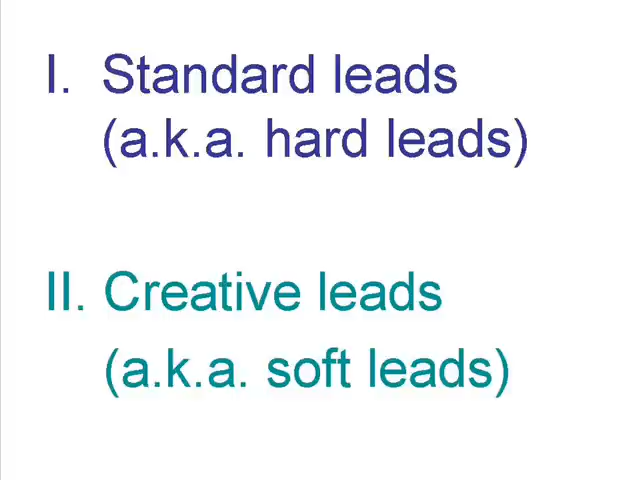 I. Standard leads
(a.k.a. hard leads)
II. Creative leads
(a.k.a. soft leads)